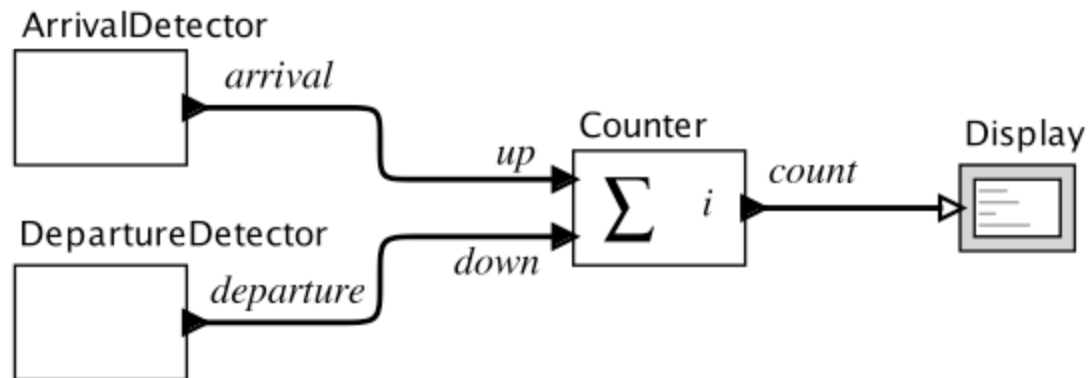 ArrivalDetector
arrival
Counter
Display
up
count
Σ i
DepartureDetector
down
departure